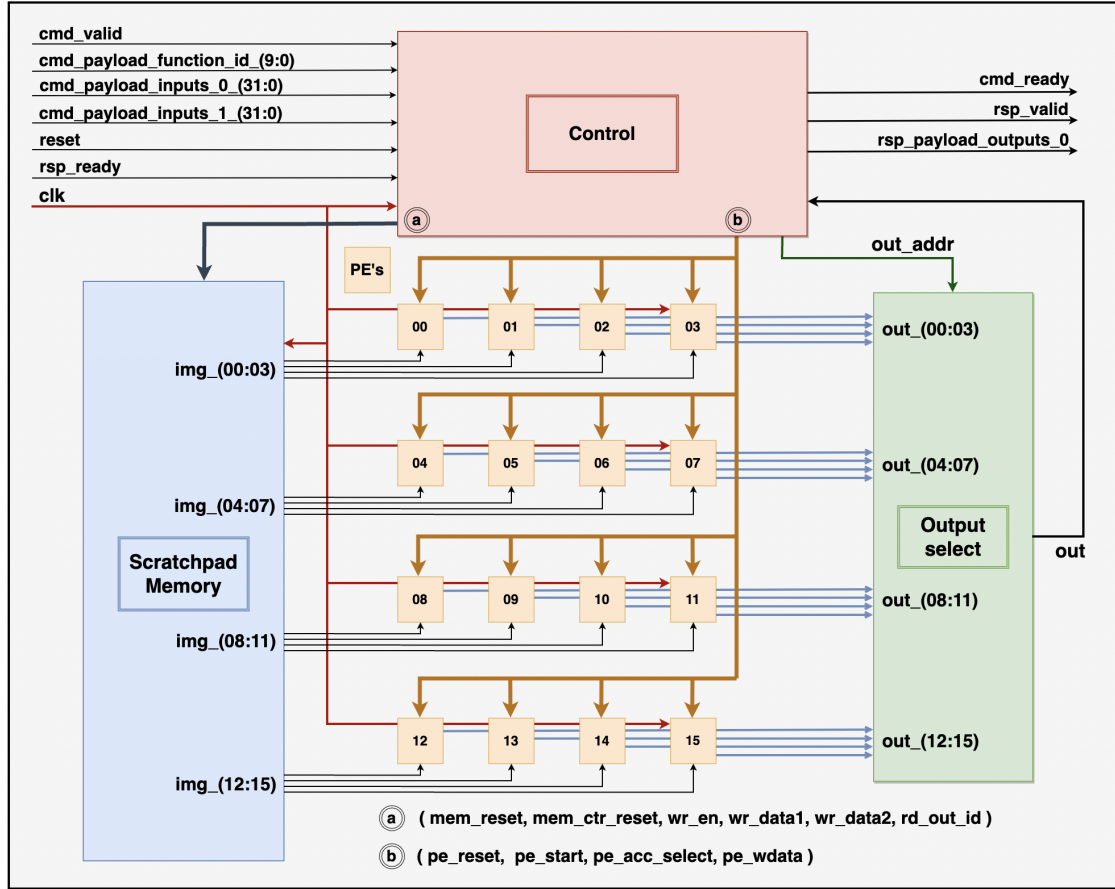 cmd_valid
cmd_payload_function_id_(9:0)
cmd_payload_inputs_0_(31:0)
cmd_payload_inputs_1_(31:0)
reset
rsp_ready
clk
Control
cmd_ready
rsp_valid
rsp_payload_outputs_0
a
b
out_addr
PE's
00 01 02 03
img_(00:03)
out_(00:03)
04 05 06 07
img_(04:07)
out_(04:07)
Scratchpad
Memory
Output
select
out
08 09 10 11
img_(08:11)
out_(08:11)
12 13 14 15
img_(12:15)
out_(12:15)
a ( mem_reset, mem_ctr_reset, wr_en, wr_data1, wr_data2, rd_out_id )
b ( pe_reset, pe_start, pe_acc_select, pe_wdata )